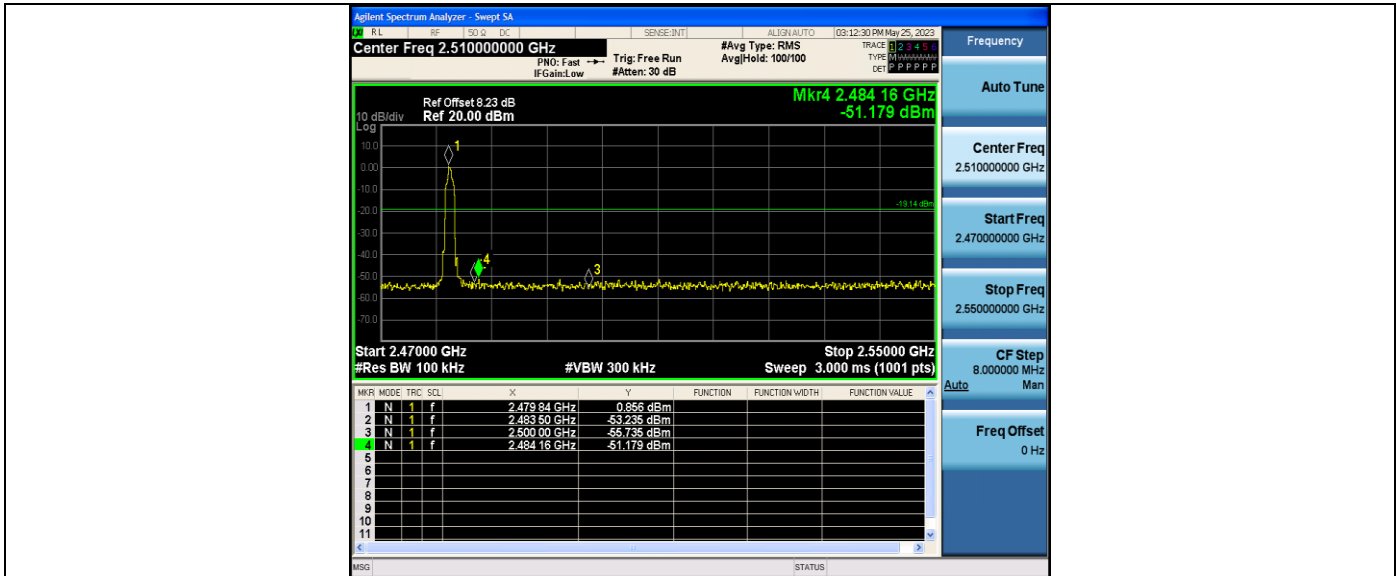 Agilent Spectrum Analyzer - Swept SA
RL RF 50 Ω DC SENSE:INT ALIGN AUTO 03:12:30 PM May 25, 2023
Center Freq 2.510000000 GHz
PNO: Fast
IFGain:Low
Trig: Free Run
#Atten: 30 dB
#Avg Type: RMS
Avg|Hold: 100/100
TRACE 1 2 3 4 5 6
TYPE M WWWWW
DET P P P P P P
Mkr4 2.484 16 GHz
-51.179 dBm
Ref Offset 8.23 dB
Ref 20.00 dBm
10 dB/div
Log
10.0
0.00
-10.0
-20.0
-30.0
-40.0
-50.0
-60.0
-70.0
1
4
3
-19.14 dBm
Start 2.47000 GHz
Stop 2.55000 GHz
#Res BW 100 kHz
#VBW 300 kHz
Sweep 3.000 ms (1001 pts)
MKR MODE TRC SCL X Y FUNCTION FUNCTION WIDTH FUNCTION VALUE
1 N 1 f 2.479 84 GHz 0.856 dBm
2 N 1 f 2.483 50 GHz -53.235 dBm
3 N 1 f 2.500 00 GHz -55.735 dBm
4 N 1 f 2.484 16 GHz -51.179 dBm
5
6
7
8
9
10
11
MSG STATUS
Frequency
Auto Tune
Center Freq
2.510000000 GHz
Start Freq
2.470000000 GHz
Stop Freq
2.550000000 GHz
CF Step
8.000000 MHz
Auto Man
Freq Offset
0 Hz